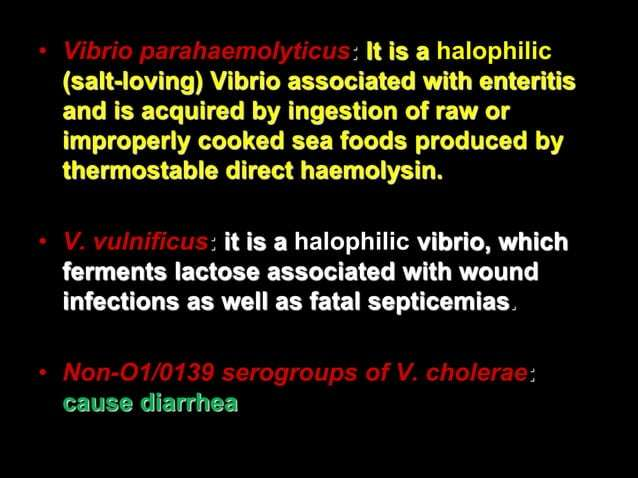 • Vibrio parahaemolyticus: It is a halophilic
(salt-loving) Vibrio associated with enteritis
and is acquired by ingestion of raw or
improperly cooked sea foods produced by
thermostable direct haemolysin.
• V. vulnificus: it is a halophilic vibrio, which
ferments lactose associated with wound
infections as well as fatal septicemias.
• Non-O1/0139 serogroups of V. cholerae:
cause diarrhea